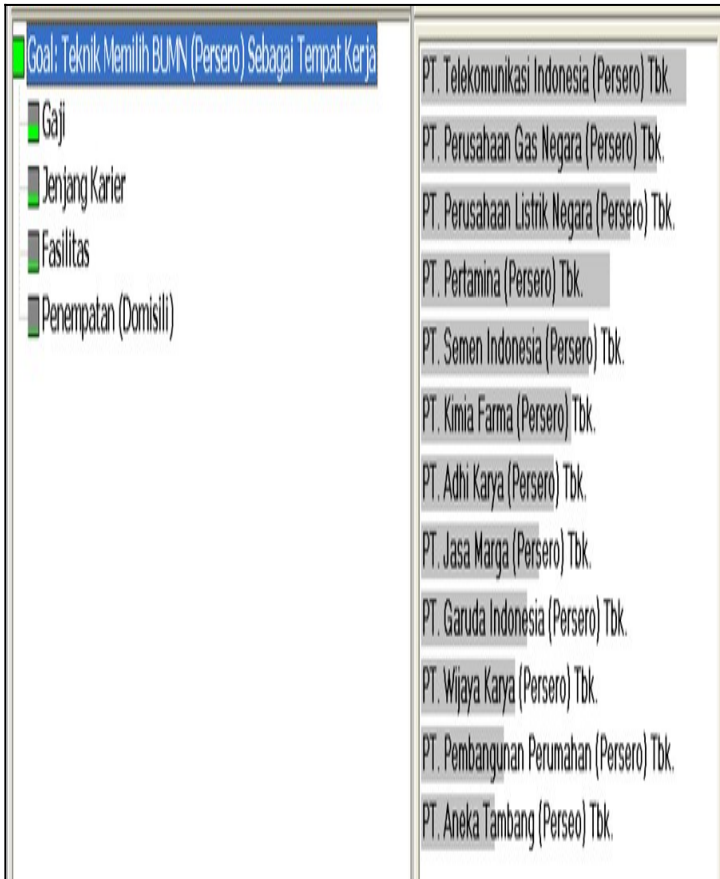 Goal: Teknik Memilih BUMN (Persero) Sebagai Tempat Kerja
Gaji
Jenjang Karier
Fasilitas
Penempatan (Domisili)
PT. Telekomunikasi Indonesia (Persero) Tbk.
PT. Perusahaan Gas Negara (Persero) Tbk.
PT. Perusahaan Listrik Negara (Persero) Tbk.
PT. Pertamina (Persero) Tbk.
PT. Semen Indonesia (Persero) Tbk.
PT. Kimia Farma (Persero) Tbk.
PT. Adhi Karya (Persero) Tbk.
PT. Jasa Marga (Persero) Tbk.
PT. Garuda Indonesia (Persero) Tbk.
PT. Wijaya Karya (Persero) Tbk.
PT. Pembangunan Perumahan (Persero) Tbk.
PT. Aneka Tambang (Perseo) Tbk.